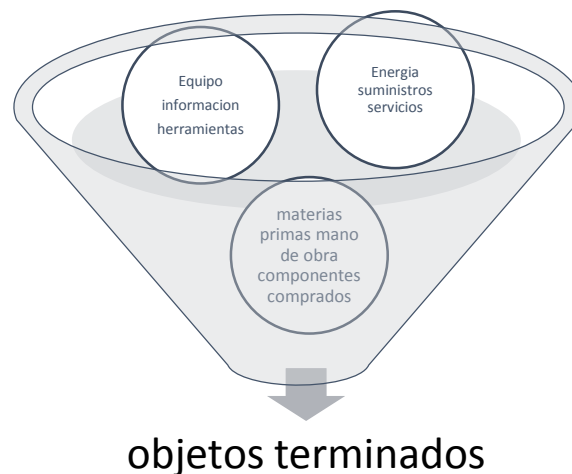 Equipo
informacion
herramientas
Energia
suministros
servicios
materias
primas mano
de obra
componentes
comprados
objetos terminados